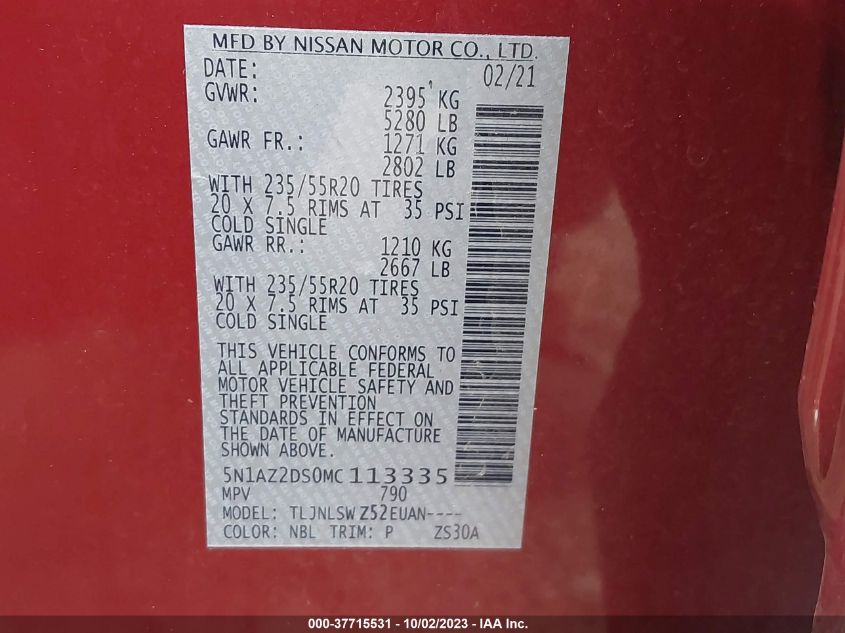 MFD BY NISSAN MOTOR CO., LTD.
DATE: 02/21
GVWR: 2395 KG
5280 LB
GAWR FR.: 1271 KG
2802 LB
WITH 235/55R20 TIRES
20 X 7.5 RIMS AT 35 PSI
COLD SINGLE
GAWR RR.: 1210 KG
2667 LB
WITH 235/55R20 TIRES
20 X 7.5 RIMS AT 35 PSI
COLD SINGLE
THIS VEHICLE CONFORMS TO
ALL APPLICABLE FEDERAL
MOTOR VEHICLE SAFETY AND
THEFT PREVENTION
STANDARDS IN EFFECT ON
THE DATE OF MANUFACTURE
SHOWN ABOVE.
5N1AZ2DS0MC113335
MPV 790
MODEL: TLJNLSWZ52EUAN----
COLOR: NBL TRIM: P ZS30A
000-37715531 - 10/02/2023 - IAA Inc.